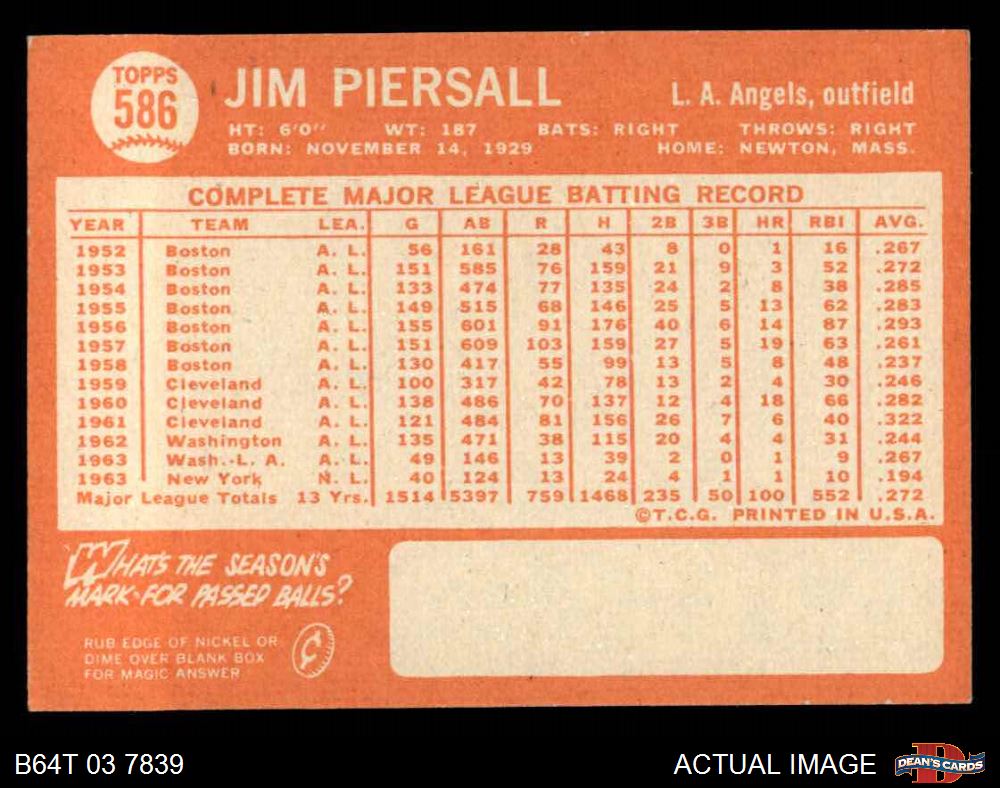 TOPPS
586
JIM PIERSALL
L. A. Angels, outfield
HT: 6'0" WT: 187 BATS: RIGHT THROWS: RIGHT
BORN: NOVEMBER 14, 1929 HOME: NEWTON, MASS.
COMPLETE MAJOR LEAGUE BATTING RECORD
YEAR TEAM LEA. G AB R H 2B 3B HR RBI AVG.
1952 Boston A. L. 56 161 28 43 8 0 1 16 .267
1953 Boston A. L. 151 585 76 159 21 9 3 52 .272
1954 Boston A. L. 133 474 77 135 24 2 8 38 .285
1955 Boston A. L. 149 515 68 146 25 5 13 62 .283
1956 Boston A. L. 155 601 91 176 40 6 14 87 .293
1957 Boston A. L. 151 609 103 159 27 5 19 63 .261
1958 Boston A. L. 130 417 55 99 13 5 8 48 .237
1959 Cleveland A. L. 100 317 42 78 13 2 4 30 .246
1960 Cleveland A. L. 138 486 70 137 12 4 18 66 .282
1961 Cleveland A. L. 121 484 81 156 26 7 6 40 .322
1962 Washington A. L. 135 471 38 115 20 4 4 31 .244
1963 Wash.-L. A. A. L. 49 146 13 39 2 0 1 9 .267
1963 New York N. L. 40 124 13 24 4 1 1 10 .194
Major League Totals 13 Yrs. 1514 5397 759 1468 235 50 100 552 .272
©T.C.G. PRINTED IN U.S.A.
WHAT'S THE SEASON'S
MARK FOR PASSED BALLS?
RUB EDGE OF NICKEL OR
DIME OVER BLANK BOX
FOR MAGIC ANSWER
¢
B64T 03 7839
ACTUAL IMAGE
D
DEAN'S CARDS